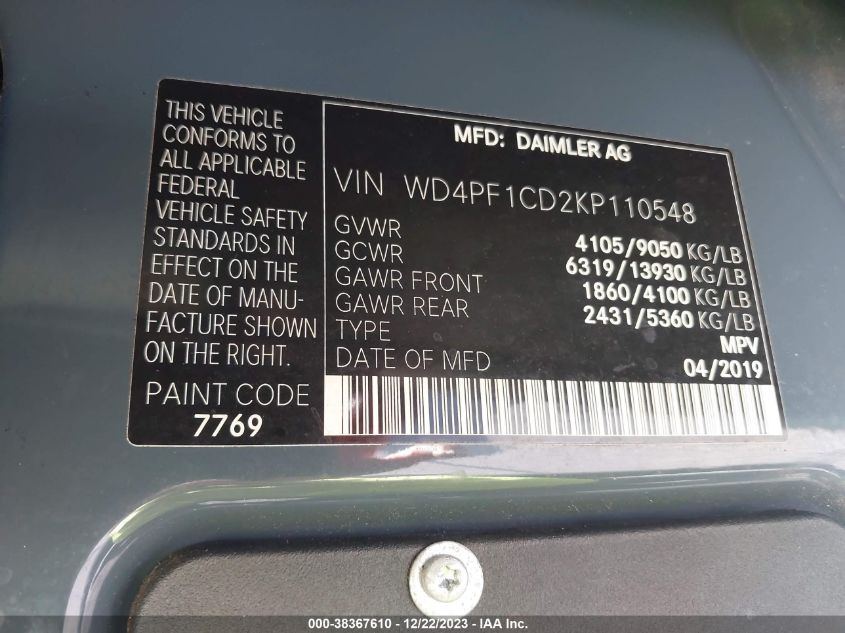 THIS VEHICLE
CONFORMS TO
ALL APPLICABLE
FEDERAL
VEHICLE SAFETY
STANDARDS IN
EFFECT ON THE
DATE OF MANU-
FACTURE SHOWN
ON THE RIGHT.
PAINT CODE
7769
MFD: DAIMLER AG
VIN WD4PF1CD2KP110548
GVWR 4105/9050 KG/LB
GCWR 6319/13930 KG/LB
GAWR FRONT 1860/4100 KG/LB
GAWR REAR 2431/5360 KG/LB
TYPE MPV
DATE OF MFD 04/2019
000-38367610 - 12/22/2023 - IAA Inc.